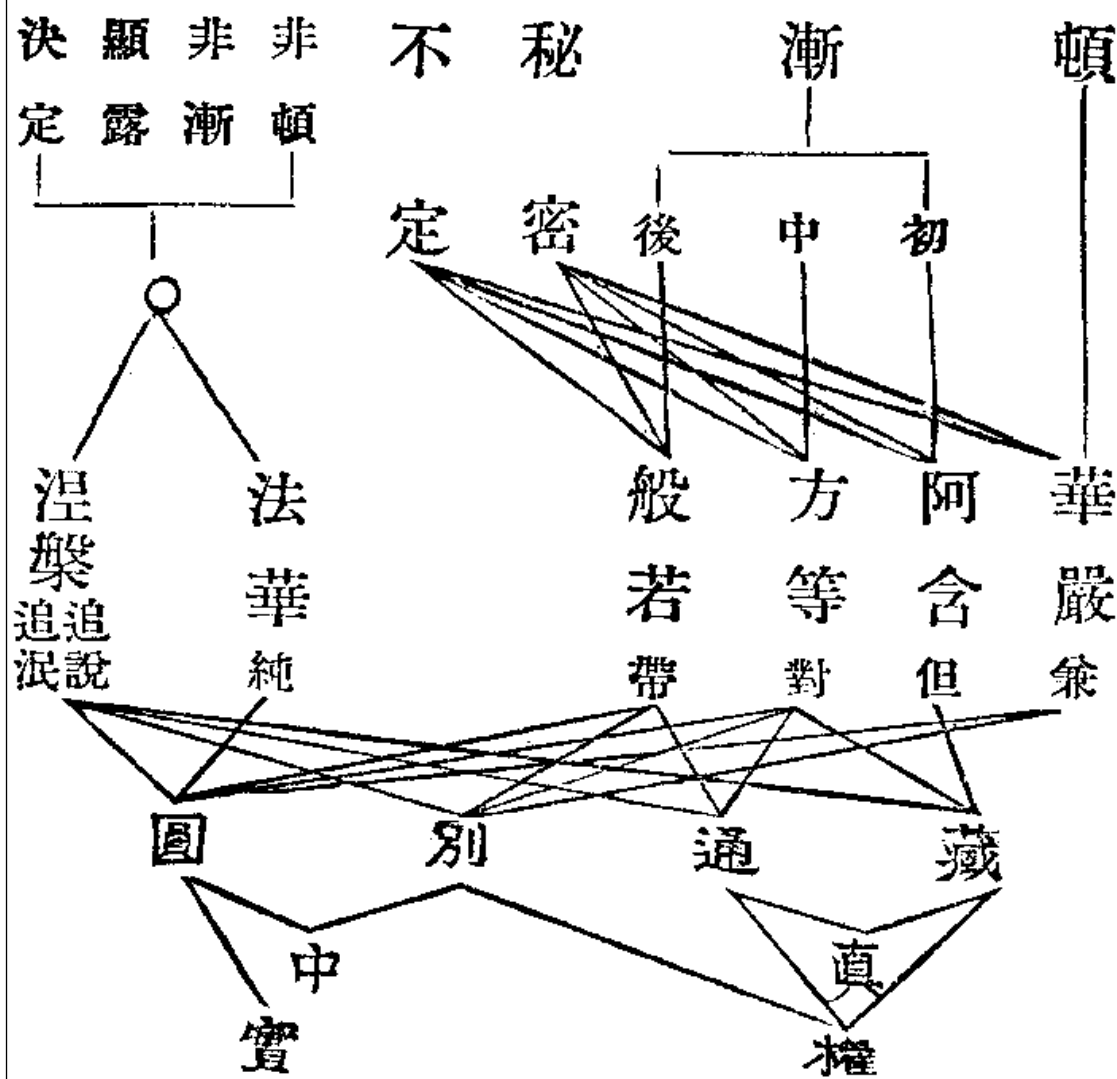 頓
漸
秘密
不定
非頓
非漸
顯露
決定
初
中
後
華嚴兼
阿含但
方等對
般若帶
法華純
涅槃
追說
追泯
藏
通
別
圓
真
中
權
實